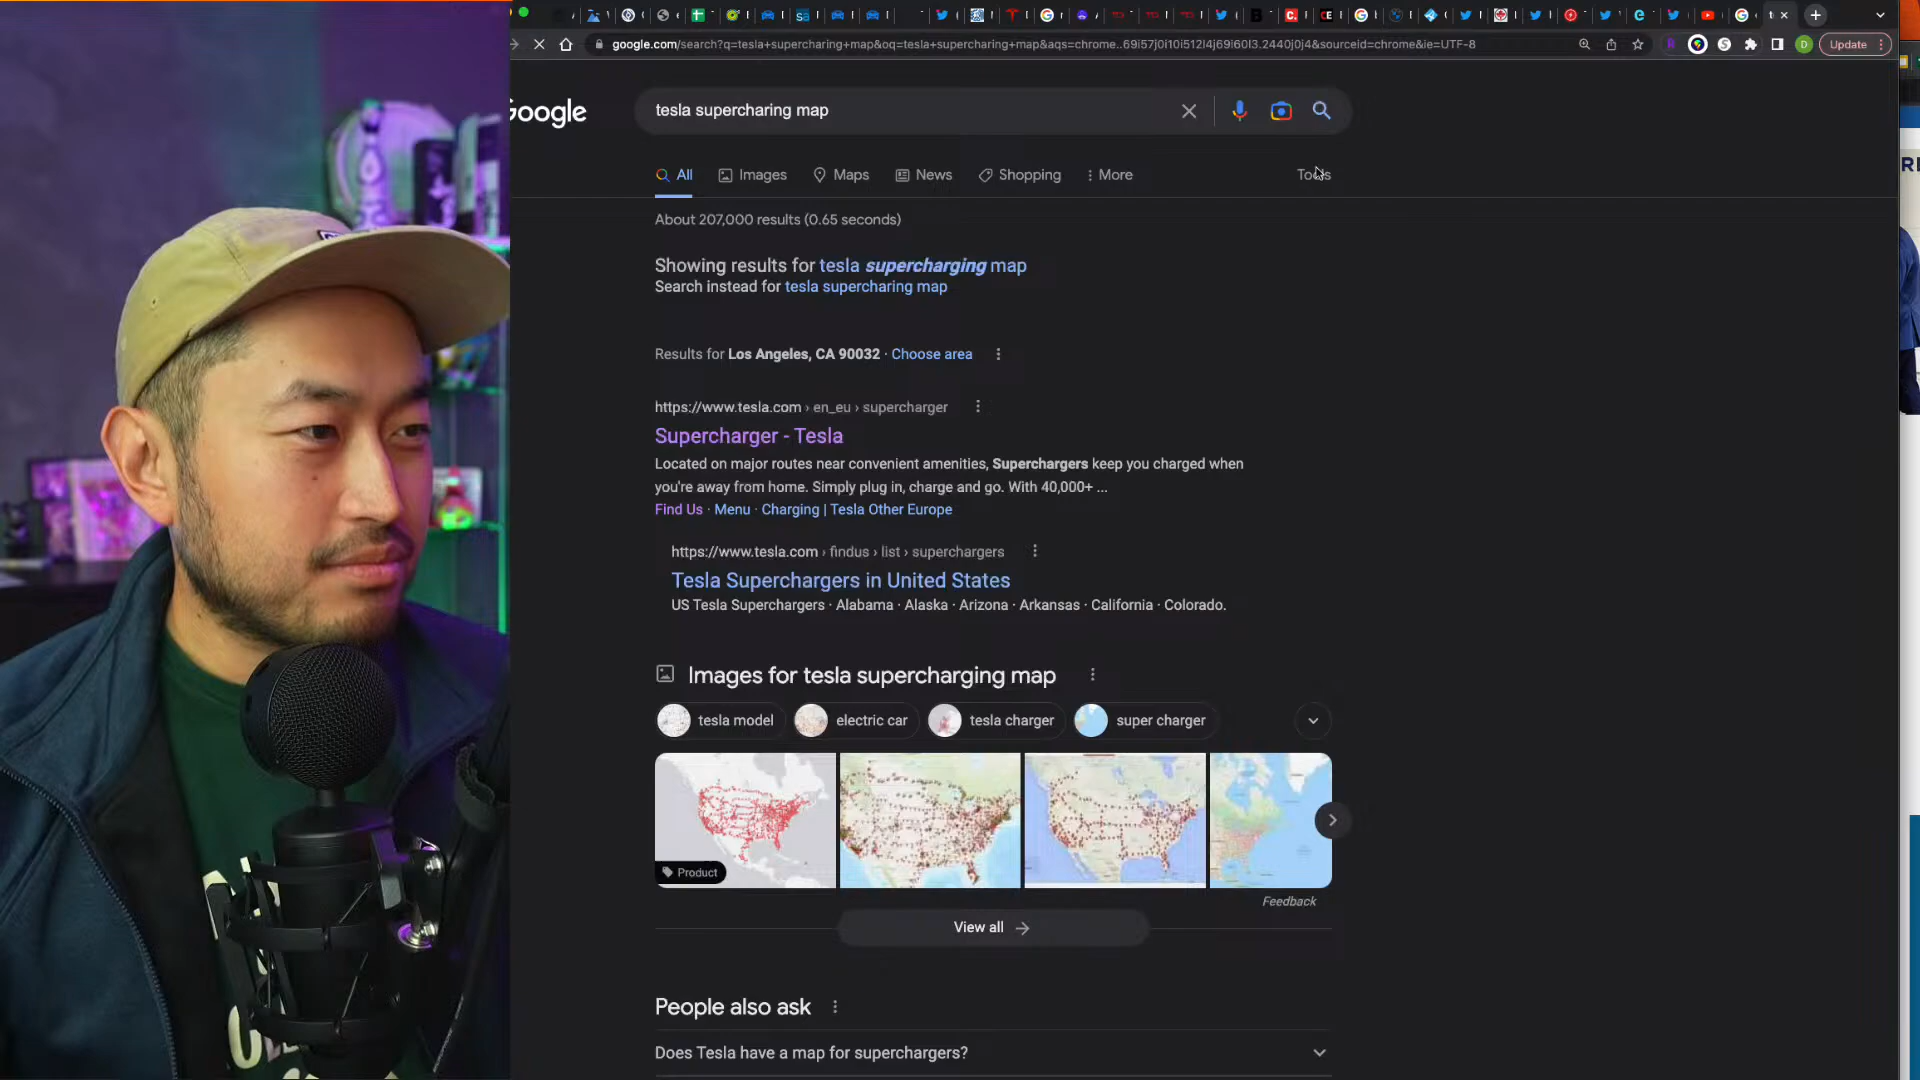 google.com/search?q=tesla+supercharing+map&oq=tesla+supercharing+map&aqs=chrome..69i57j0i10i512l4j69i60l3.2440j0j4&sourceid=chrome&ie=UTF-8
D
Update
Google
tesla supercharing map
All
Images
Maps
News
Shopping
More
Tools
About 207,000 results (0.65 seconds)
Showing results for tesla supercharging map
Search instead for tesla supercharing map
Results for Los Angeles, CA 90032 · Choose area
https://www.tesla.com › en_eu › supercharger
Supercharger - Tesla
Located on major routes near convenient amenities, Superchargers keep you charged when
you're away from home. Simply plug in, charge and go. With 40,000+ ...
Find Us · Menu · Charging | Tesla Other Europe
https://www.tesla.com › findus › list › superchargers
Tesla Superchargers in United States
US Tesla Superchargers · Alabama · Alaska · Arizona · Arkansas · California · Colorado.
Images for tesla supercharging map
tesla model
electric car
tesla charger
super charger
Product
Feedback
View all
People also ask
Does Tesla have a map for superchargers?